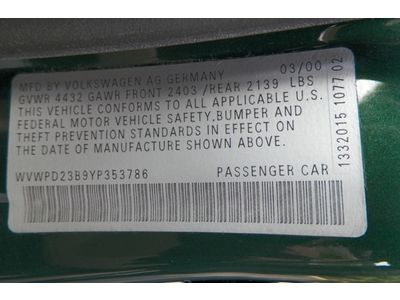 MFD BY VOLKSWAGEN AG GERMANY 03/00
GVWR 4432 GAWR FRONT 2403 /REAR 2139 LBS
THIS VEHICLE CONFORMS TO ALL APPLICABLE U.S.
FEDERAL MOTOR VEHICLE SAFETY,BUMPER AND
THEFT PREVENTION STANDARDS IN EFFECT ON
THE DATE OF MANUFACTURE SHOWN ABOVE.
WVWPD23B9YP353786 PASSENGER CAR
1332015 1077 02